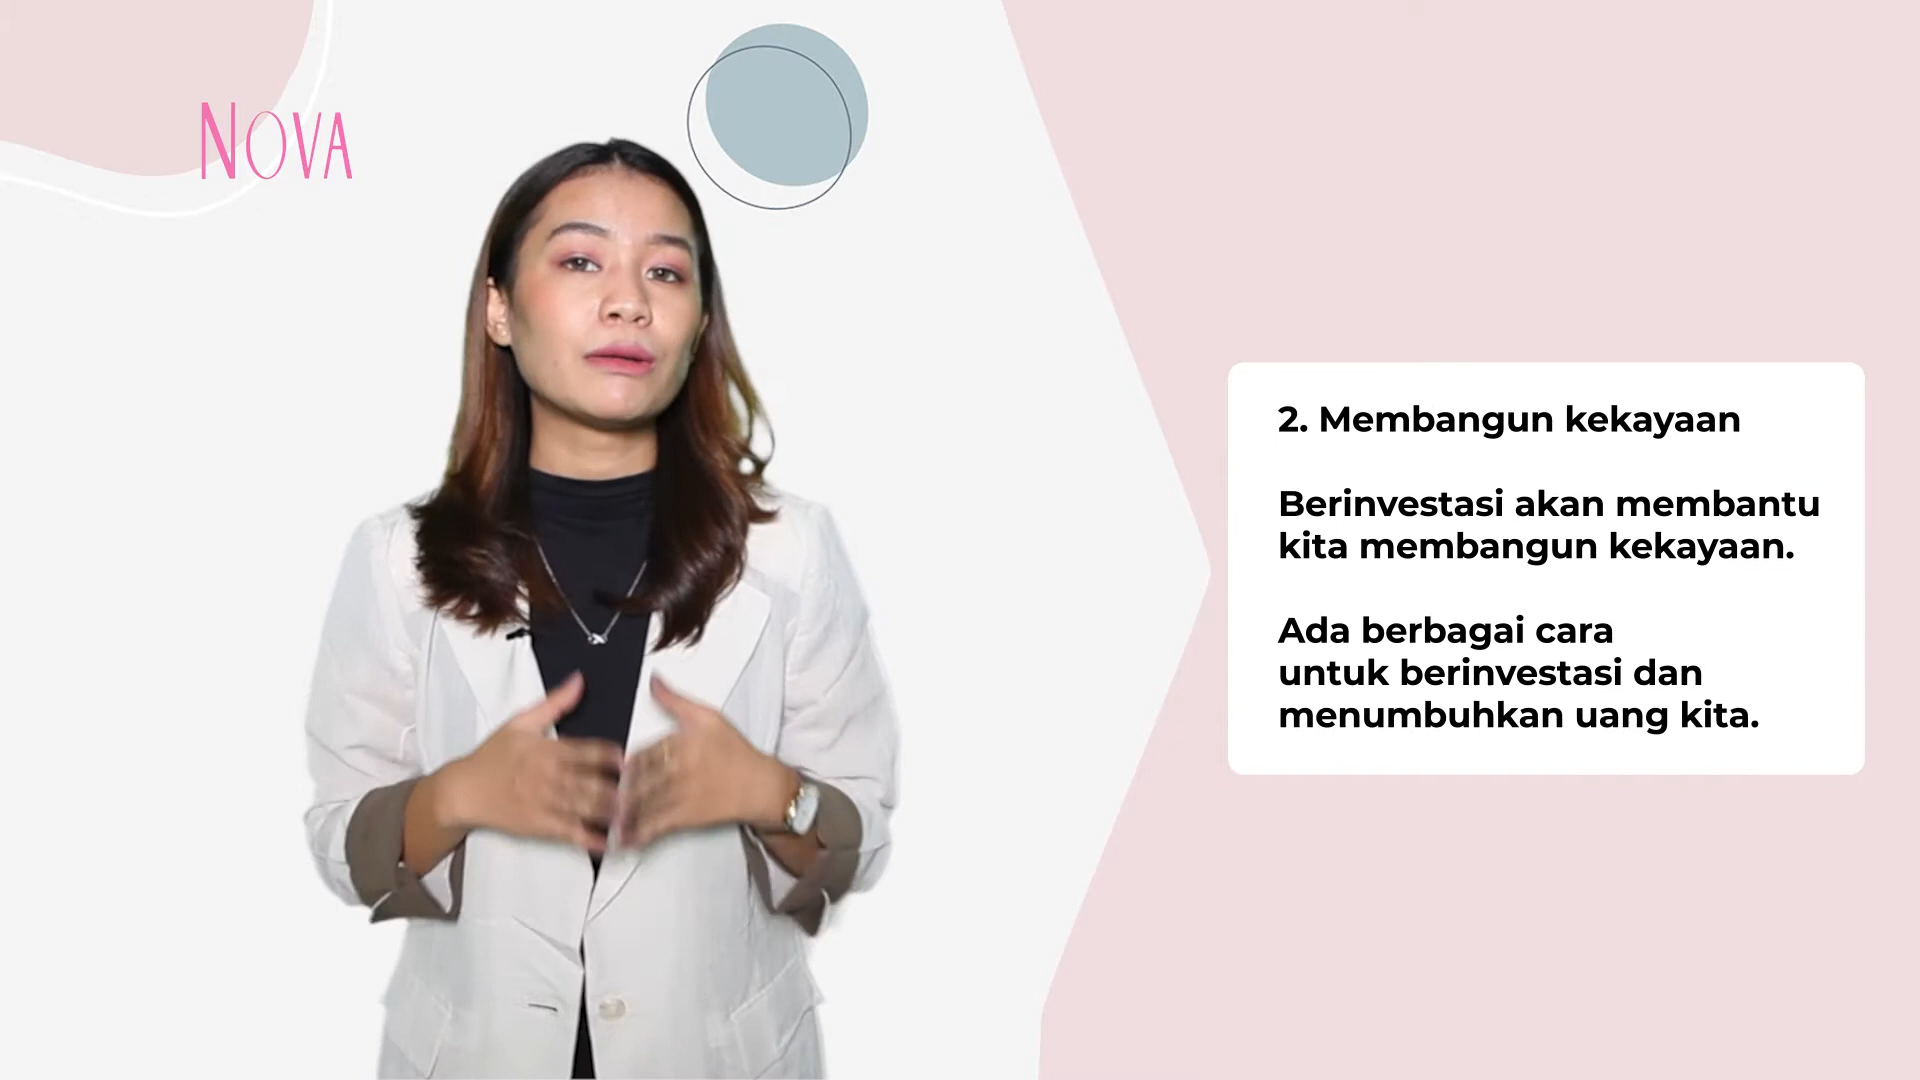 NOVA
2. Membangun kekayaan
Berinvestasi akan membantu
kita membangun kekayaan.
Ada berbagai cara
untuk berinvestasi dan
menumbuhkan uang kita.